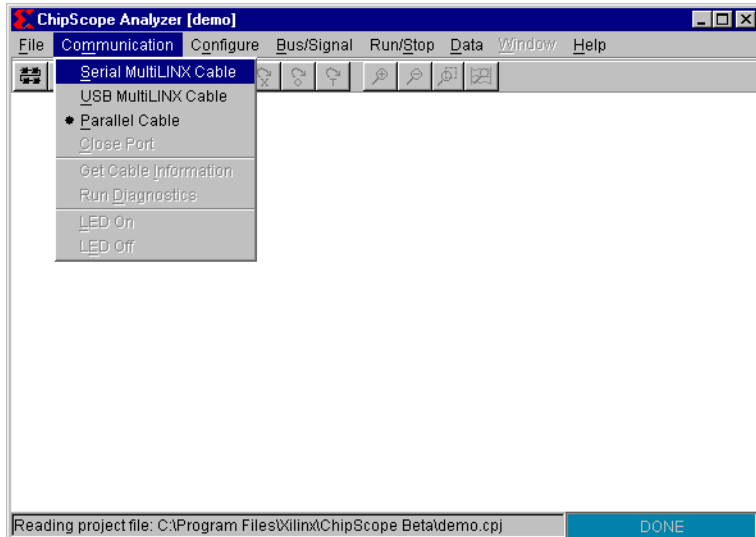 ChipScope Analyzer [demo]
File Communication Configure Bus/Signal Run/Stop Data Window Help
Serial MultiLINX Cable
USB MultiLINX Cable
Parallel Cable
Close Port
Get Cable Information
Run Diagnostics
LED On
LED Off
Reading project file: C:\Program Files\Xilinx\ChipScope Beta\demo.cpj DONE